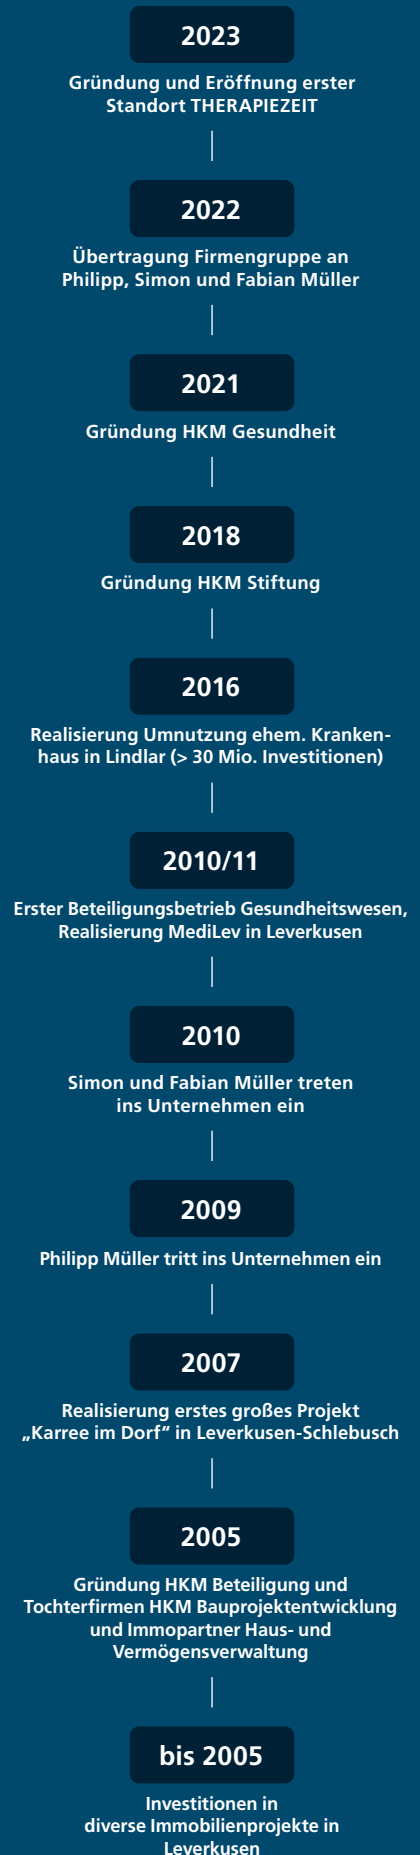 2023
Gründung und Eröffnung erster
Standort THERAPIEZEIT
2022
Übertragung Firmengruppe an
Philipp, Simon und Fabian Müller
2021
Gründung HKM Gesundheit
2018
Gründung HKM Stiftung
2016
Realisierung Umnutzung ehem. Kranken-
haus in Lindlar (> 30 Mio. Investitionen)
2010/11
Erster Beteiligungsbetrieb Gesundheitswesen,
Realisierung MediLev in Leverkusen
2010
Simon und Fabian Müller treten
ins Unternehmen ein
2009
Philipp Müller tritt ins Unternehmen ein
2007
Realisierung erstes großes Projekt
„Karree im Dorf“ in Leverkusen-Schlebusch
2005
Gründung HKM Beteiligung und
Tochterfirmen HKM Bauprojektentwicklung
und Immopartner Haus- und
Vermögensverwaltung
bis 2005
Investitionen in
diverse Immobilienprojekte in
Leverkusen